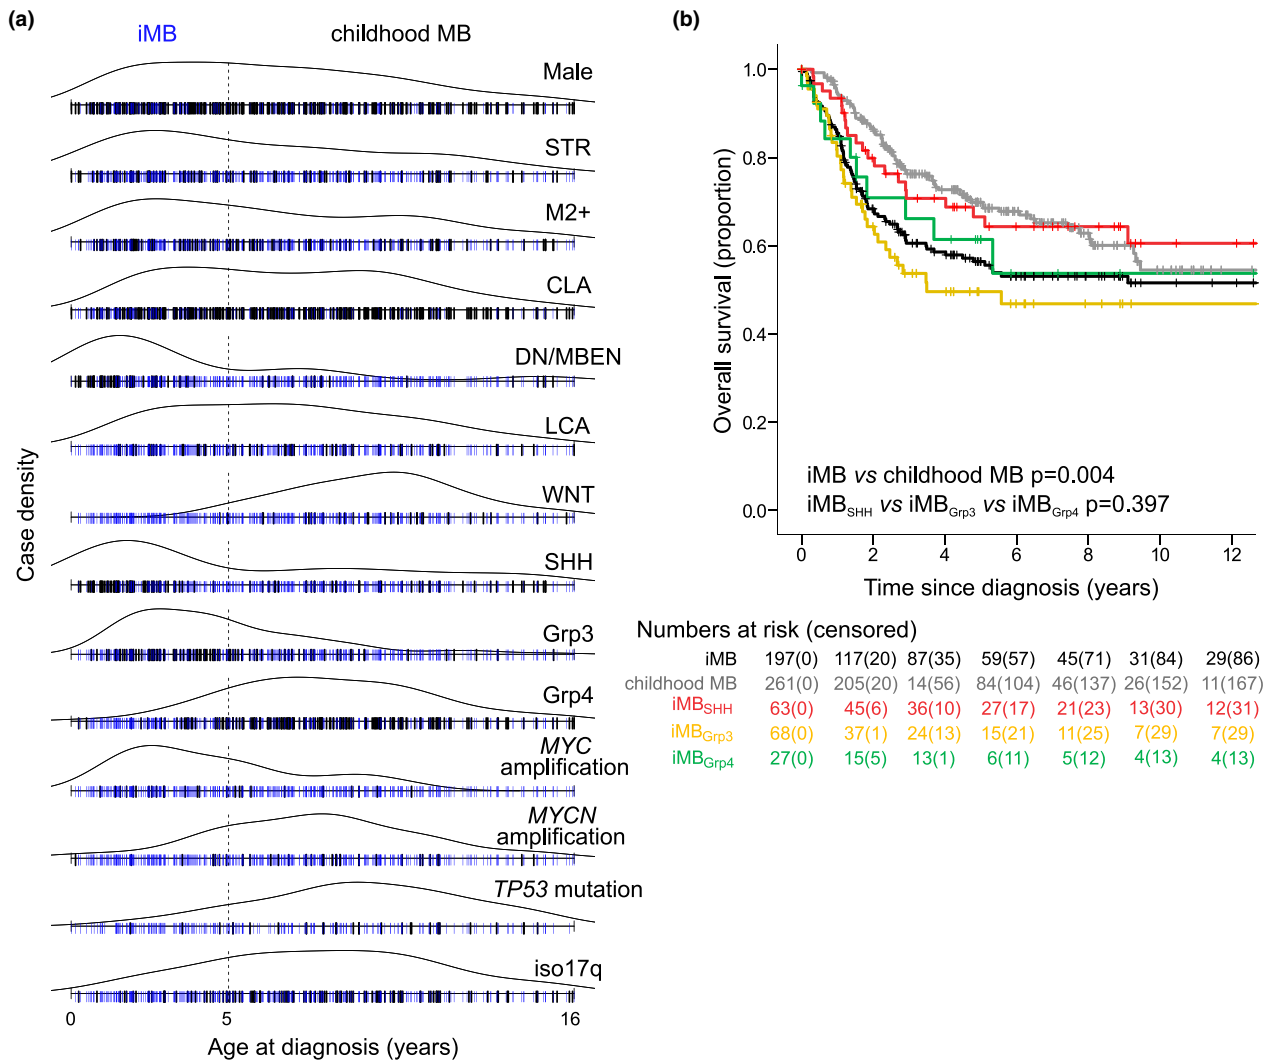 (a)
iMB
childhood MB
Male
STR
M2+
CLA
DN/MBEN
LCA
WNT
SHH
Grp3
Grp4
MYC
amplification
MYCN
amplification
TP53 mutation
iso17q
Case density
0 5 16
Age at diagnosis (years)
(b)
1.0
0.8
0.6
0.4
0.2
0.0
Overall survival (proportion)
iMB vs childhood MB p=0.004
iMBSHH vs iMBGrp3 vs iMBGrp4 p=0.397
0 2 4 6 8 10 12
Time since diagnosis (years)
Numbers at risk (censored)
iMB 197(0) 117(20) 87(35) 59(57) 45(71) 31(84) 29(86)
childhood MB 261(0) 205(20) 14(56) 84(104) 46(137) 26(152) 11(167)
iMBSHH 63(0) 45(6) 36(10) 27(17) 21(23) 13(30) 12(31)
iMBGrp3 68(0) 37(1) 24(13) 15(21) 11(25) 7(29) 7(29)
iMBGrp4 27(0) 15(5) 13(1) 6(11) 5(12) 4(13) 4(13)